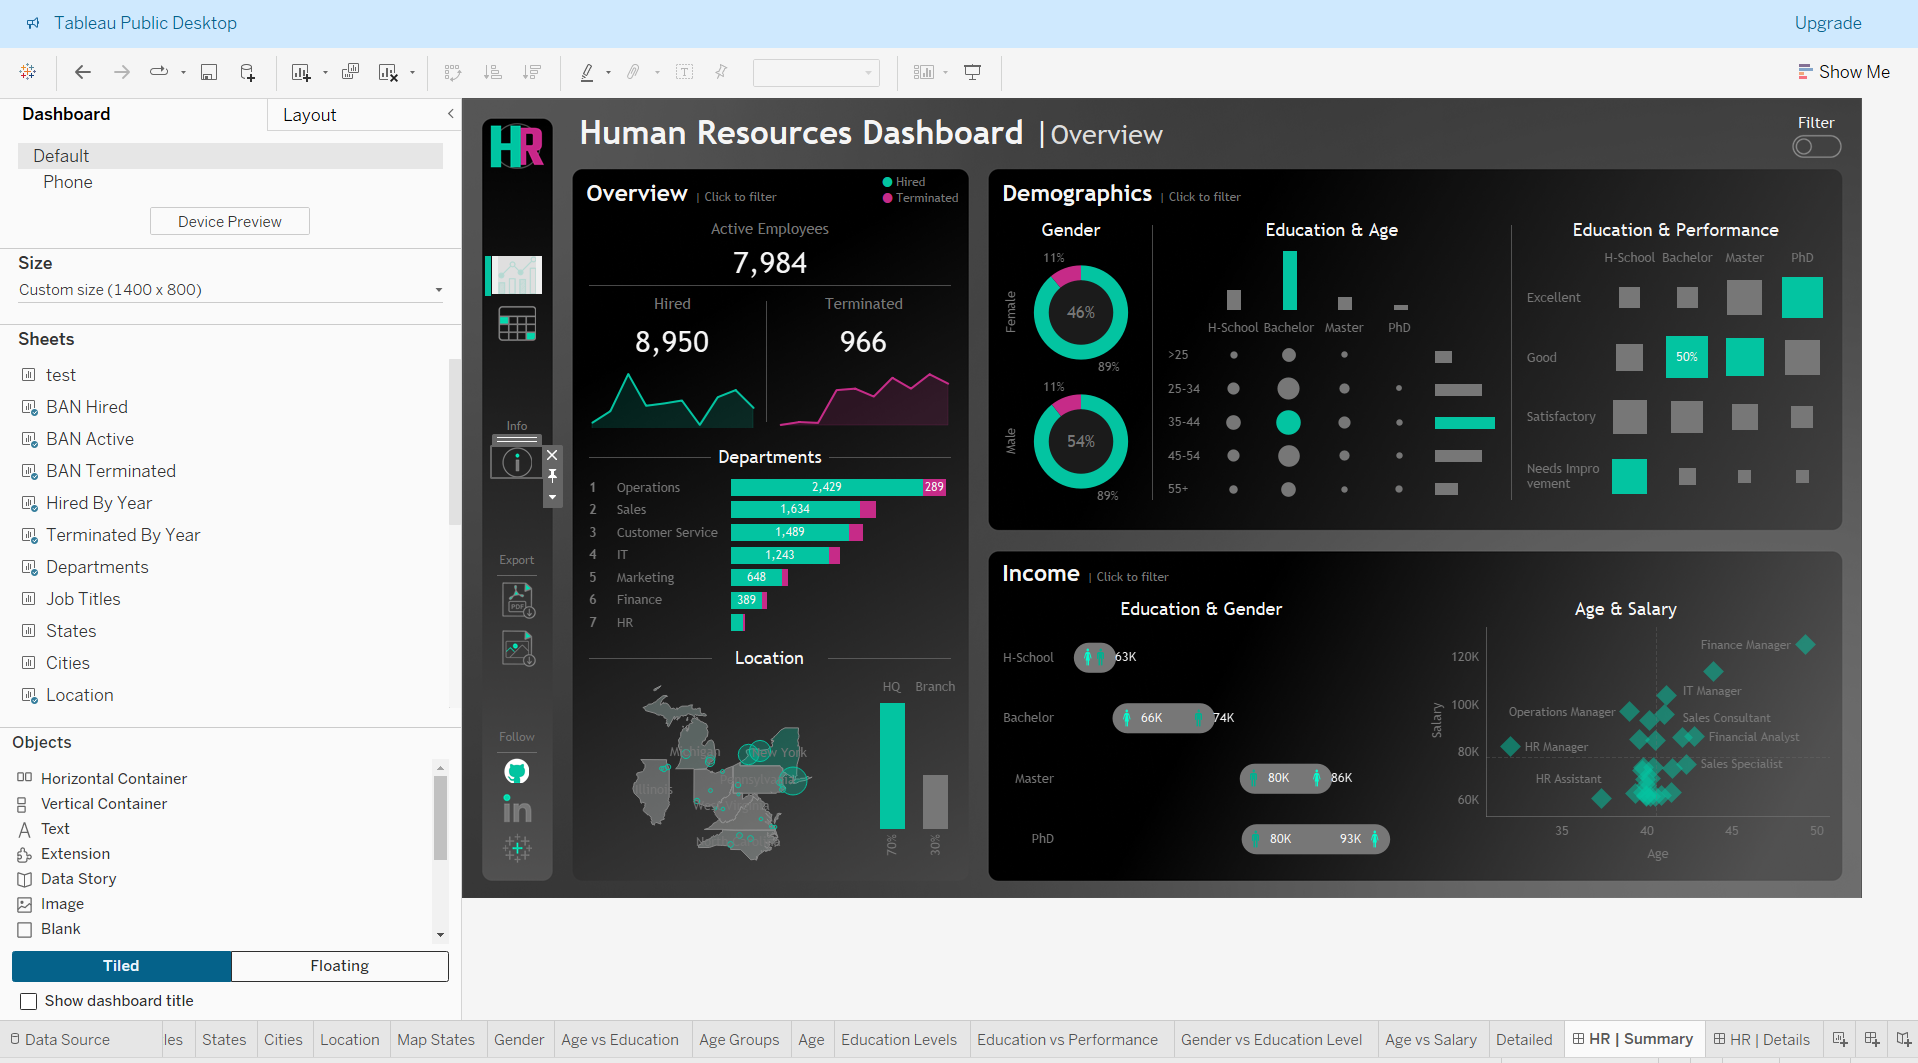 Tableau Public Desktop
Upgrade
Show Me
Dashboard
Layout
Default
Phone
Device Preview
Size
Custom size (1400 x 800)
Sheets
test
BAN Hired
BAN Active
BAN Terminated
Hired By Year
Terminated By Year
Departments
Job Titles
States
Cities
Location
Objects
Horizontal Container
Vertical Container
Text
Extension
Data Story
Image
Blank
Tiled
Floating
Show dashboard title
HR
Info
Export
PDF
Follow
in
Human Resources Dashboard | Overview
Filter
Overview | Click to filter
Hired
Terminated
Active Employees
7,984
Hired
8,950
Terminated
966
Departments
1 Operations 2,429 289
2 Sales 1,634
3 Customer Service 1,489
4 IT 1,243
5 Marketing 648
6 Finance 389
7 HR
Location
Michigan
New York
Illinois
Pennsylvania
West Virginia
North Carolina
HQ Branch
70% 30%
Demographics | Click to filter
Gender
Female
11%
46%
89%
Male
11%
54%
89%
Education & Age
H-School Bachelor Master PhD
>25
25-34
35-44
45-54
55+
Education & Performance
H-School Bachelor Master PhD
Excellent
Good
50%
Satisfactory
Needs Impro
vement
Income | Click to filter
Education & Gender
H-School 63K
Bachelor 66K 74K
Master 80K 86K
PhD 80K 93K
Age & Salary
Salary
120K
100K
80K
60K
Finance Manager
IT Manager
Operations Manager
Sales Consultant
Financial Analyst
HR Manager
Sales Specialist
HR Assistant
35 40 45 50
Age
Data Source
les
States
Cities
Location
Map States
Gender
Age vs Education
Age Groups
Age
Education Levels
Education vs Performance
Gender vs Education Level
Age vs Salary
Detailed
HR | Summary
HR | Details